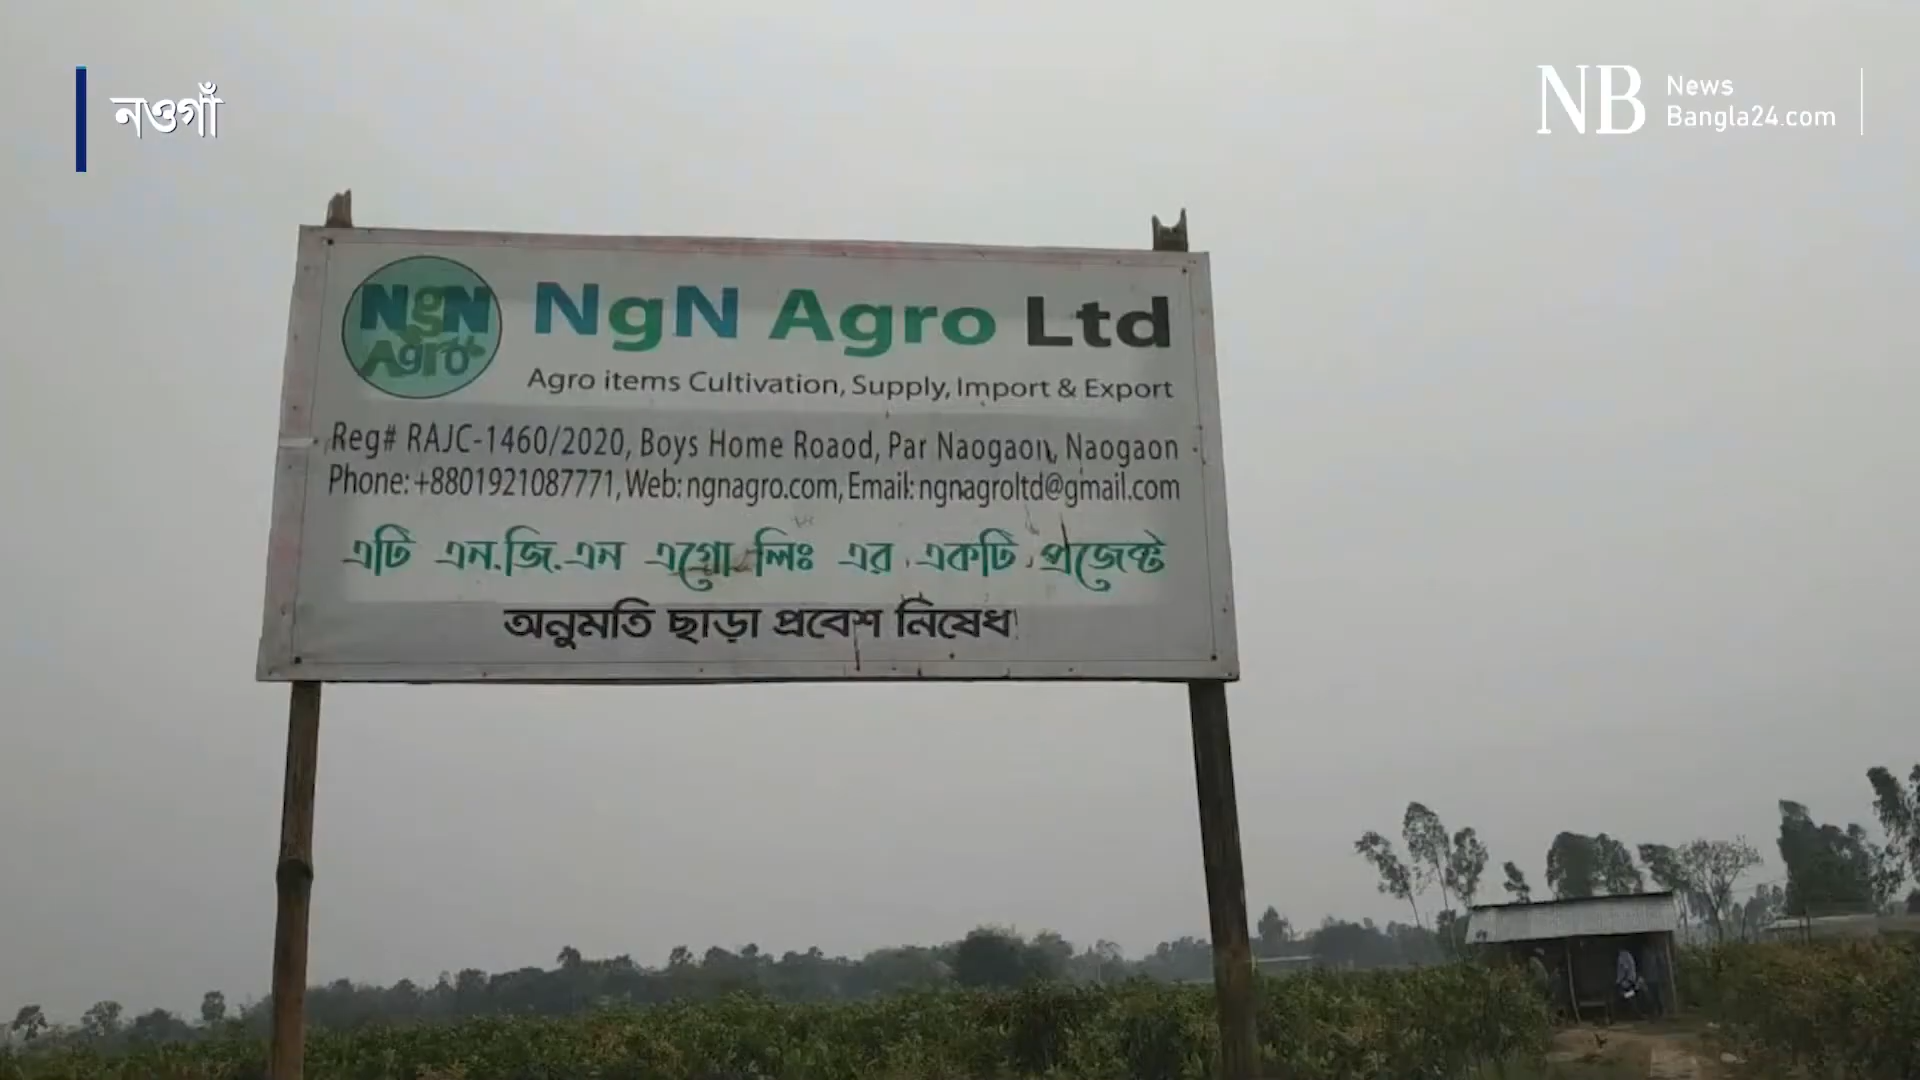 নওগাঁ
NB News
Bangla24.com
NgN Agro
NgN Agro Ltd
Agro items Cultivation, Supply, Import & Export
Reg# RAJC-1460/2020, Boys Home Roaod, Par Naogaon, Naogaon
Phone: +8801921087771, Web: ngnagro.com, Email: ngnagroltd@gmail.com
এটি এন.জি.এন এগ্রো লিঃ এর একটি প্রজেক্ট
অনুমতি ছাড়া প্রবেশ নিষেধ